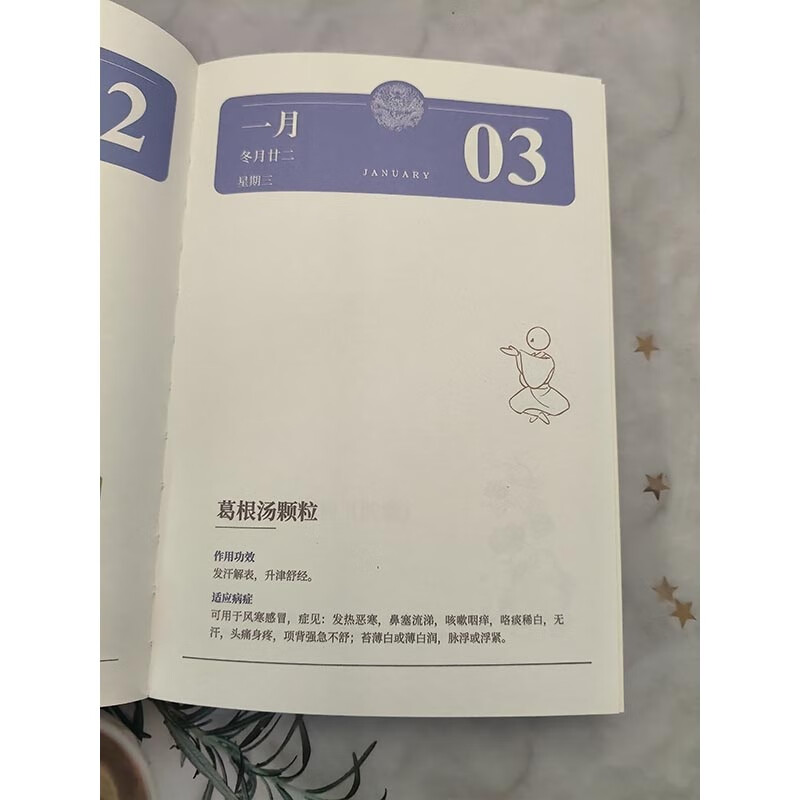 2
一月
冬月廿二
星期三
JANUARY
03
葛根汤颗粒
作用功效
发汗解表，升津舒经。
适应病症
可用于风寒感冒，症见：发热恶寒，鼻塞流涕，咳嗽咽痒，咯痰稀白，无
汗，头痛身疼，项背强急不舒；苔薄白或薄白润，脉浮或浮紧。